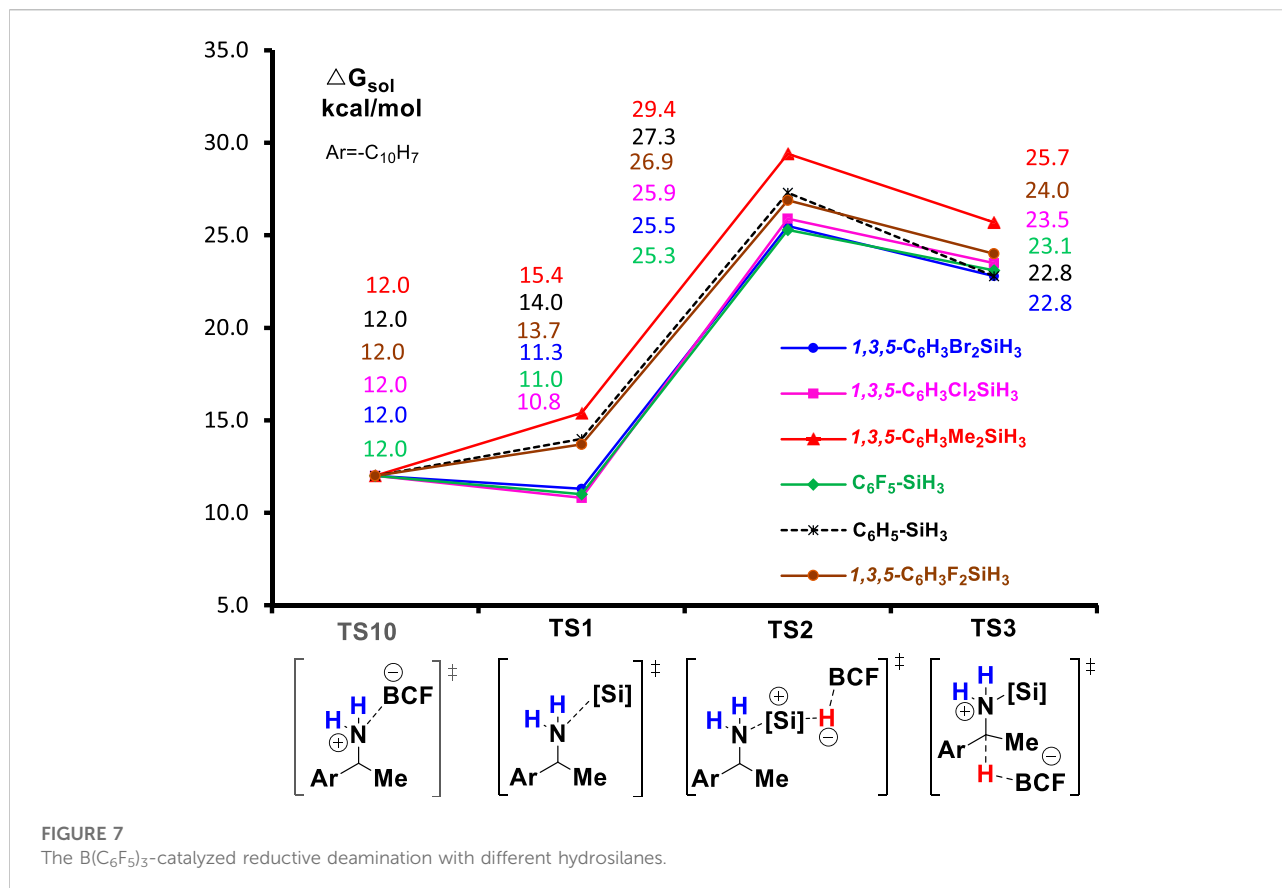 35.0
30.0
25.0
20.0
15.0
10.0
5.0
△Gsol
kcal/mol
Ar=-C10H7
12.0
12.0
12.0
12.0
12.0
12.0
15.4
14.0
13.7
11.3
11.0
10.8
29.4
27.3
26.9
25.9
25.5
25.3
25.7
24.0
23.5
23.1
22.8
22.8
1,3,5-C6H3Br2SiH3
1,3,5-C6H3Cl2SiH3
1,3,5-C6H3Me2SiH3
C6F5-SiH3
C6H5-SiH3
1,3,5-C6H3F2SiH3
TS10
TS1
TS2
TS3
H H ⊖ BCF
⊕ N
Ar Me
‡
H H [Si]
N
Ar Me
‡
H H ⊕ BCF
N [Si] H
⊖
Ar Me
‡
H H [Si]
⊕ N
Ar Me ⊖
H BCF
‡
FIGURE 7
The B(C6F5)3-catalyzed reductive deamination with different hydrosilanes.